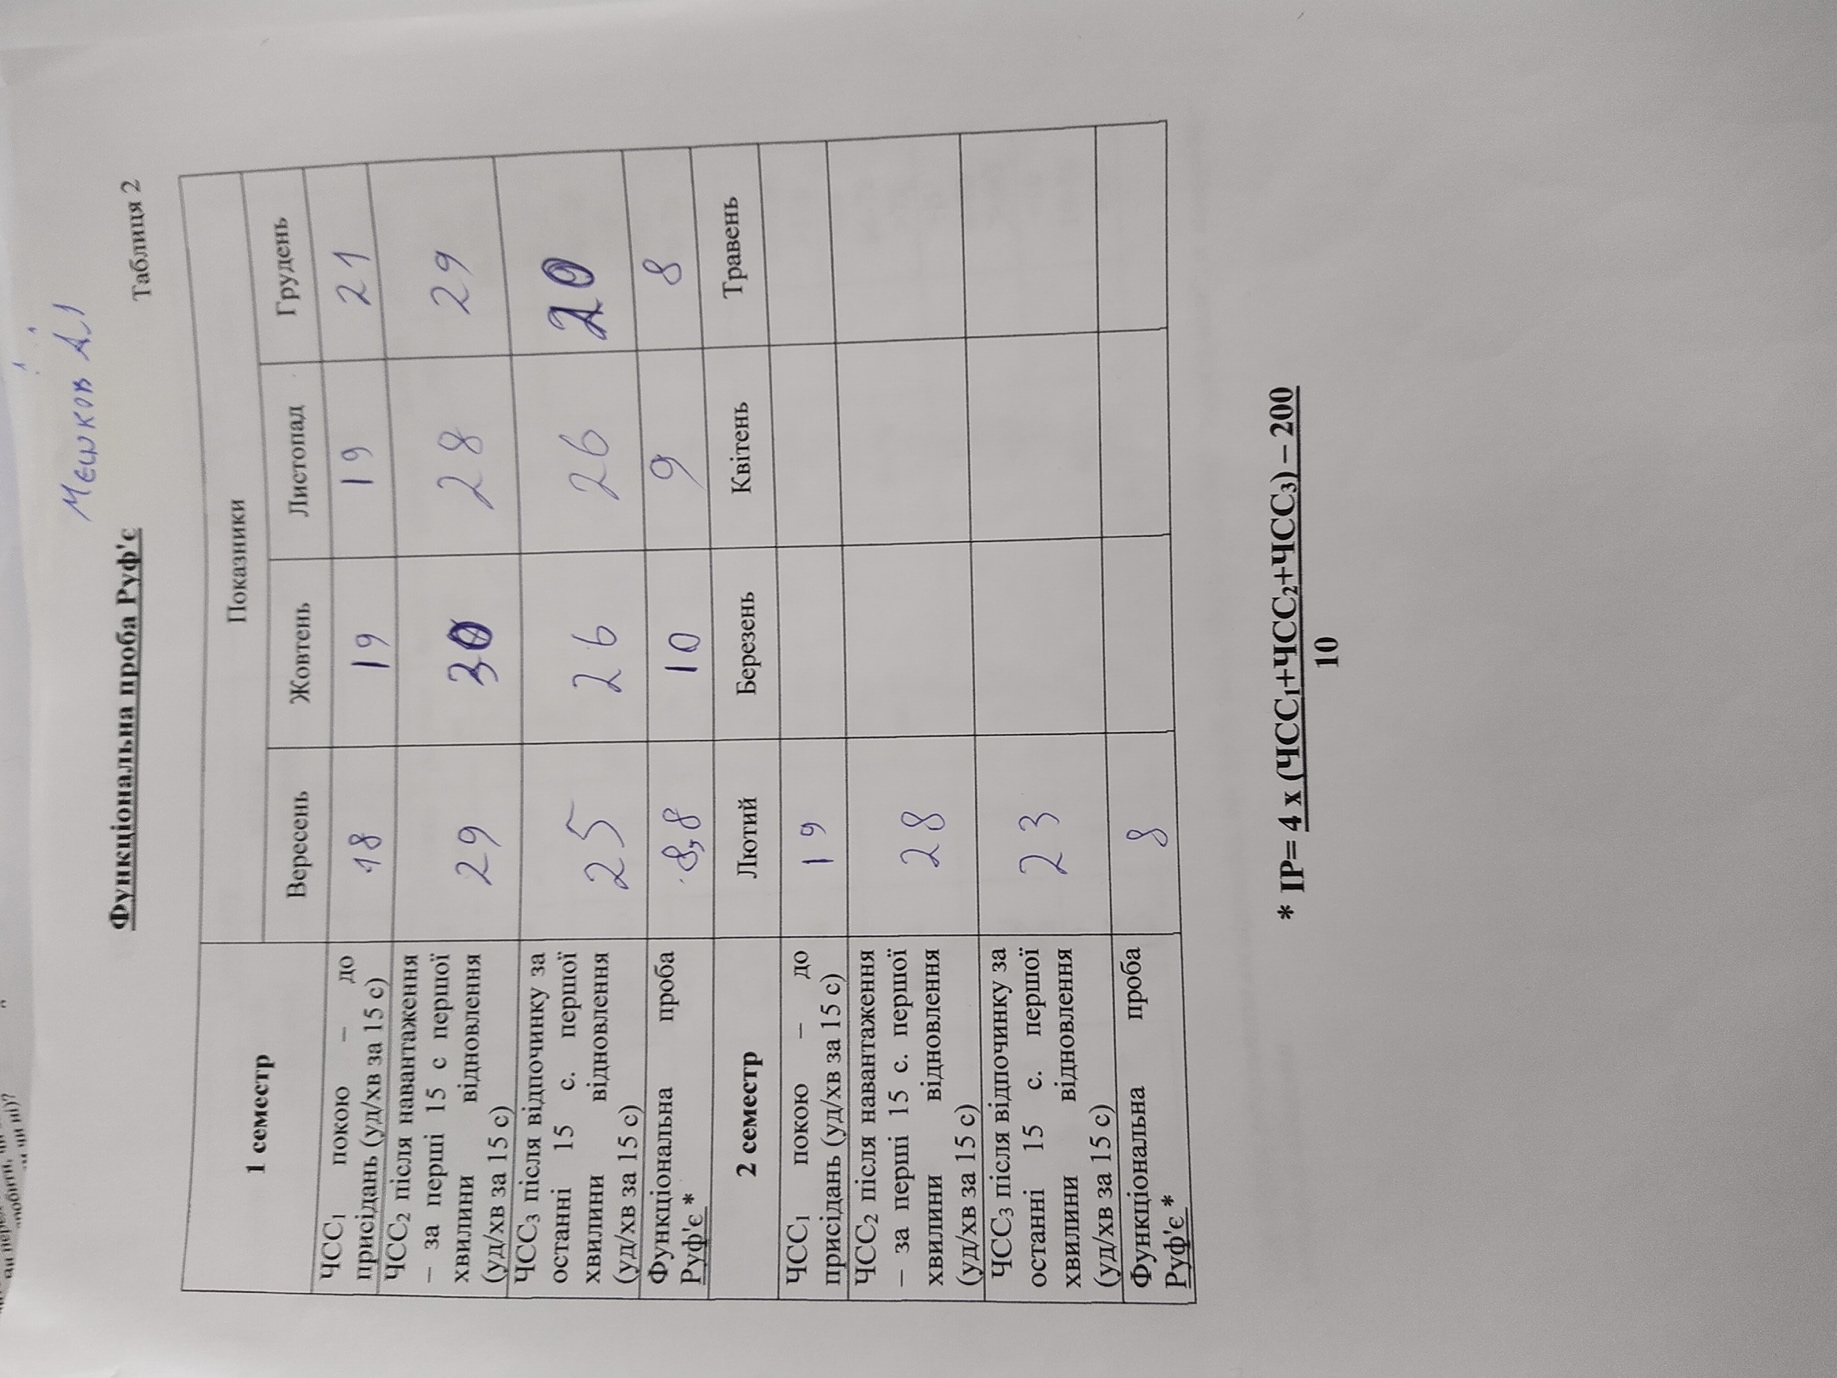 Мешков А.
Функціональна проба Руф'є
Таблиця 2
1 семестр
Показники
Вересень Жовтень Листопад Грудень
ЧСС1 покою – до
присідань (уд/хв за 15 с)
18 19 19 21
ЧСС2 після навантаження
– за перші 15 с першої
хвилини відновлення
(уд/хв за 15 с)
29 30 28 29
ЧСС3 після відпочинку за
останні 15 с. першої
хвилини відновлення
(уд/хв за 15 с)
25 26 26 20
Функціональна проба
Руф'є *
8,8 10 9 8
2 семестр
Лютий Березень Квітень Травень
ЧСС1 покою – до
присідань (уд/хв за 15 с)
19
ЧСС2 після навантаження
– за перші 15 с. першої
хвилини відновлення
(уд/хв за 15 с)
28
ЧСС3 після відпочинку за
останні 15 с. першої
хвилини відновлення
(уд/хв за 15 с)
23
Функціональна проба
Руф'є *
8
* ІР= 4 х (ЧСС1+ЧСС2+ЧСС3) – 200
10